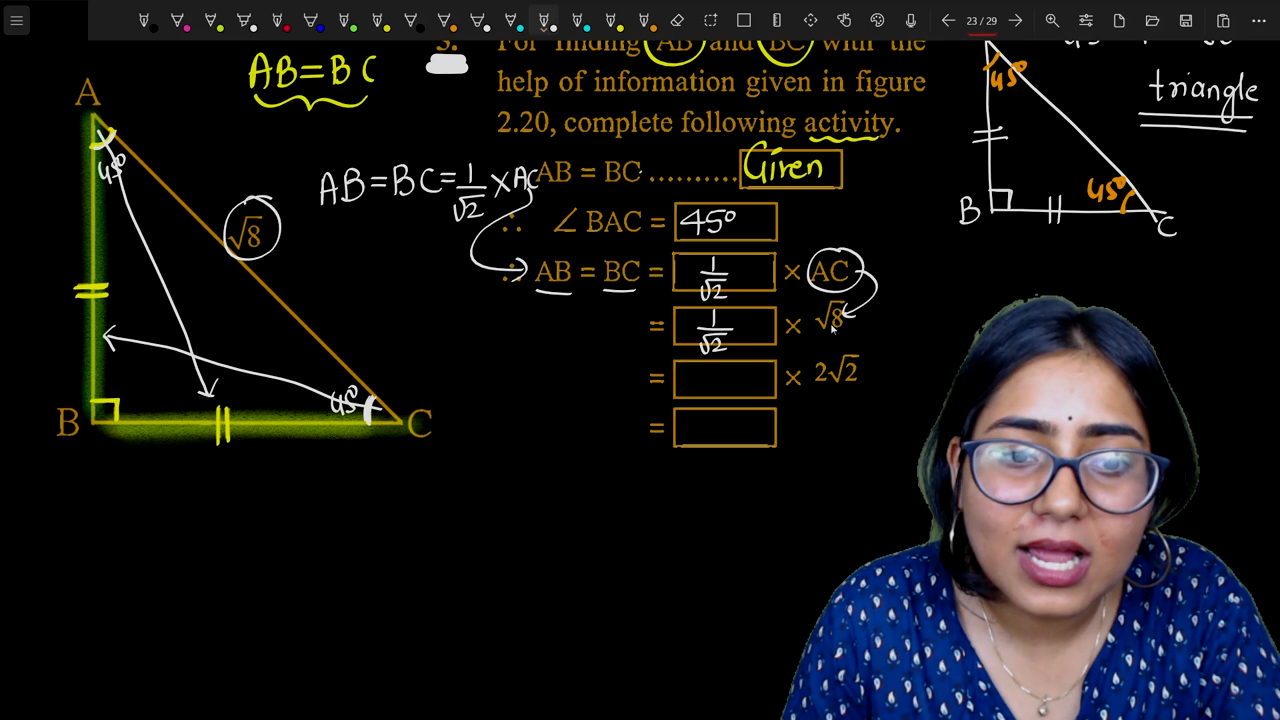 23 / 29
AB = BC
3. For finding AB and BC with the
help of information given in figure
2.20, complete following activity.
AB = BC .......... Given
AB = BC = 1/√2 × AC
∴ ∠ BAC = 45°
∴ AB = BC = 1/√2 × AC
= 1/√2 × √8
= × 2√2
=
A
45°
√8
B
45°
C
45°
triangle
45°
B
C